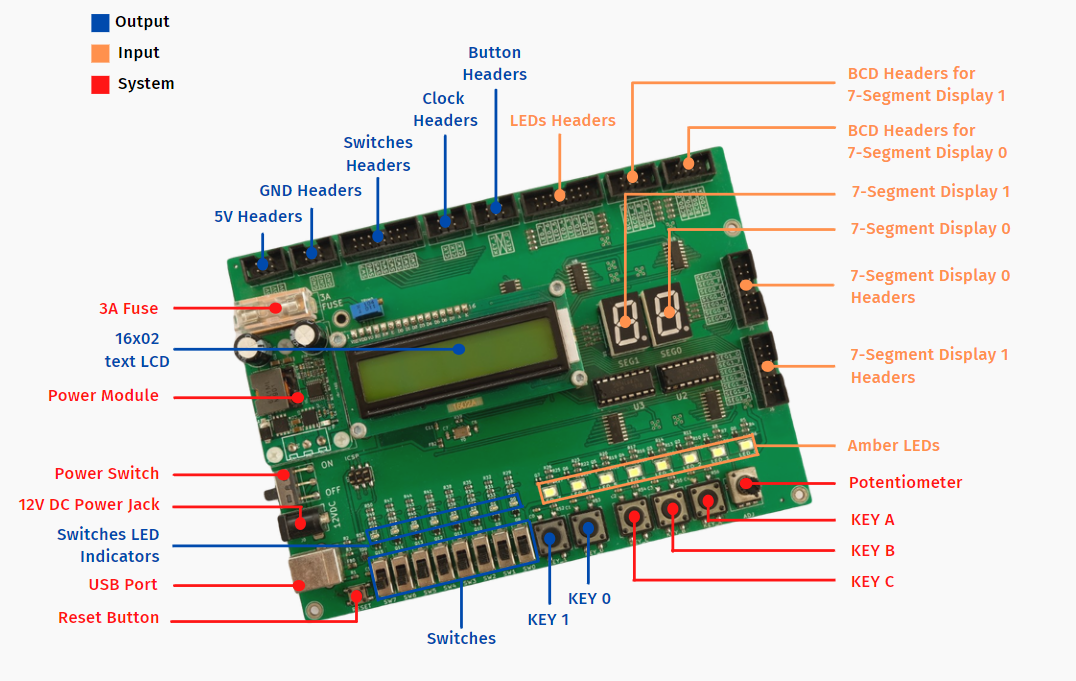 Output
Input
System
Button
Headers
Clock
Headers
LEDs Headers
Switches
Headers
GND Headers
5V Headers
BCD Headers for
7-Segment Display 1
BCD Headers for
7-Segment Display 0
7-Segment Display 1
7-Segment Display 0
7-Segment Display 0
Headers
7-Segment Display 1
Headers
Amber LEDs
Potentiometer
KEY A
KEY B
KEY C
3A Fuse
16x02
text LCD
Power Module
Power Switch
12V DC Power Jack
Switches LED
Indicators
USB Port
Reset Button
KEY 0
KEY 1
Switches
3A
FUSE
SEG1
SEG0
U3
U2
1602A
ICSP
ON
OFF
12VDC
ADJ
SW7
SW6
SW5
SW4
SW3
SW2
SW1
SW0